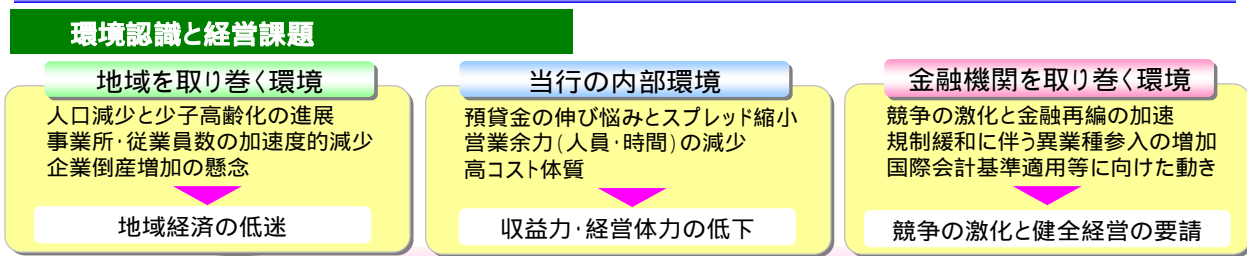 環境認識と経営課題
地域を取り巻く環境
人口減少と少子高齢化の進展
事業所･従業員数の加速度的減少
企業倒産増加の懸念
地域経済の低迷
当行の内部環境
預貸金の伸び悩みとスプレッド縮小
営業余力(人員･時間)の減少
高コスト体質
収益力･経営体力の低下
金融機関を取り巻く環境
競争の激化と金融再編の加速
規制緩和に伴う異業種参入の増加
国際会計基準適用等に向けた動き
競争の激化と健全経営の要請